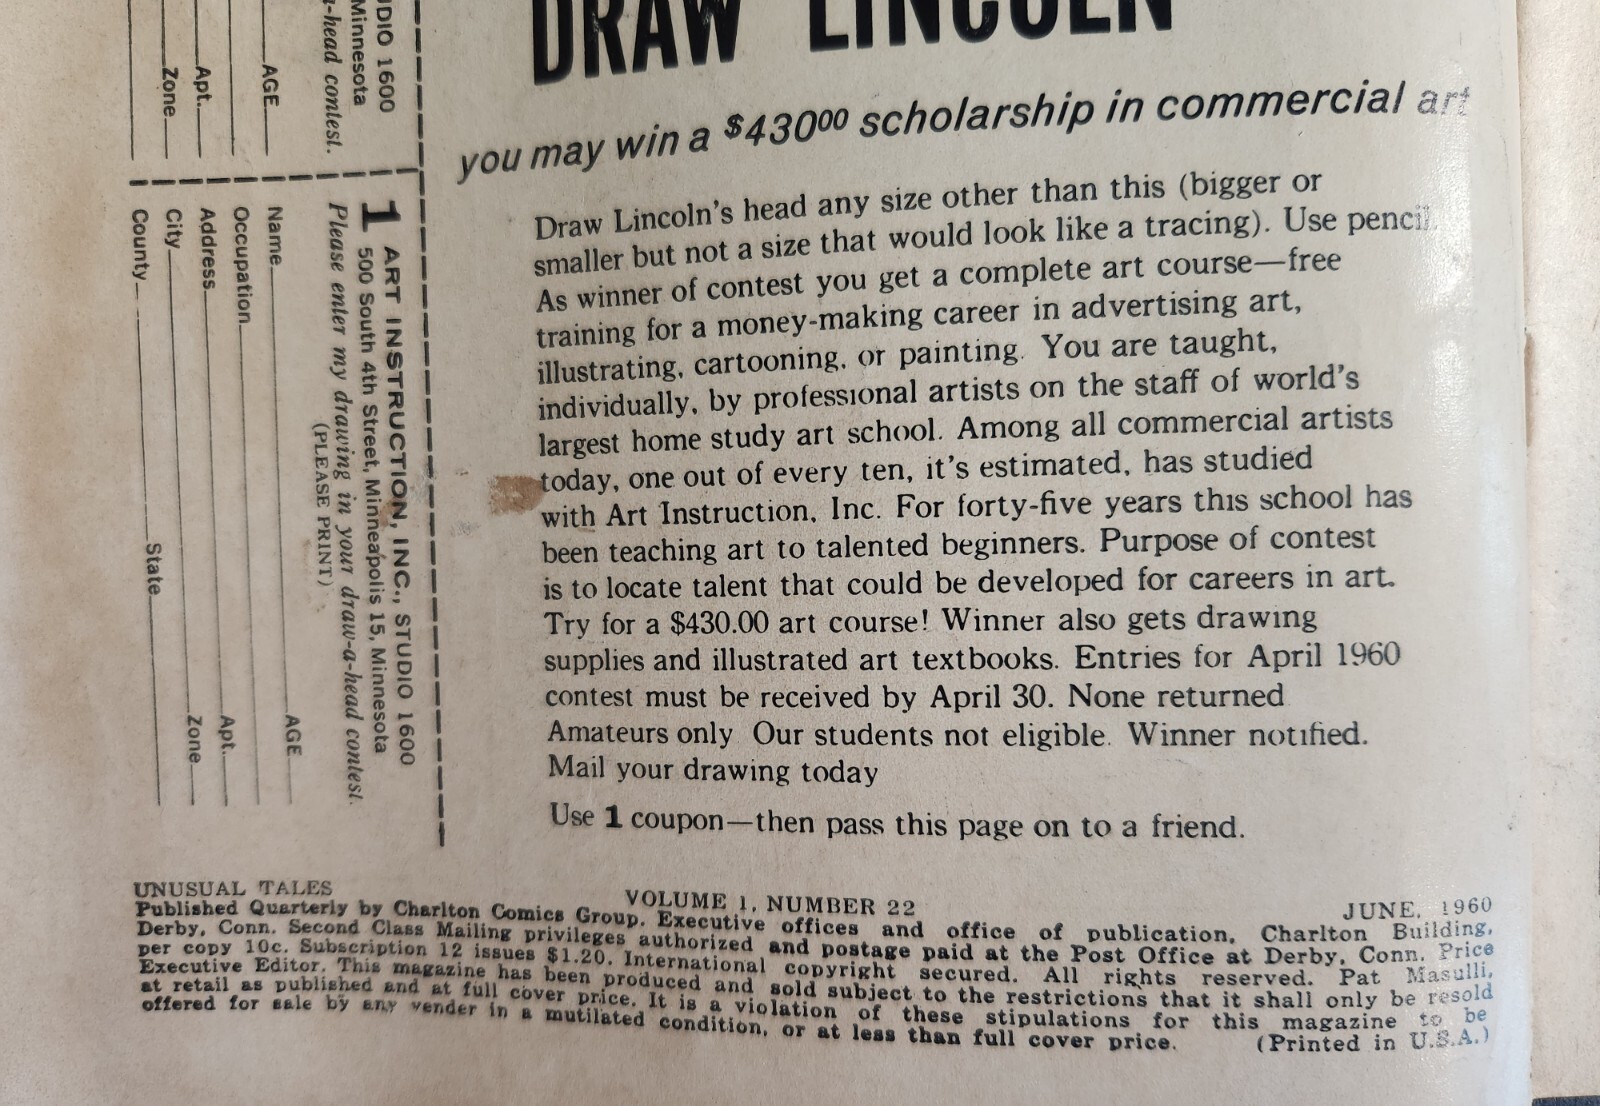 DRAW LINCOLN
you may win a $430⁰⁰ scholarship in commercial art
Draw Lincoln's head any size other than this (bigger or
smaller but not a size that would look like a tracing). Use pencil.
As winner of contest you get a complete art course—free
training for a money-making career in advertising art,
illustrating, cartooning, or painting. You are taught,
individually, by professional artists on the staff of world's
largest home study art school. Among all commercial artists
today, one out of every ten, it's estimated, has studied
with Art Instruction, Inc. For forty-five years this school has
been teaching art to talented beginners. Purpose of contest
is to locate talent that could be developed for careers in art.
Try for a $430.00 art course! Winner also gets drawing
supplies and illustrated art textbooks. Entries for April 1960
contest must be received by April 30. None returned
Amateurs only Our students not eligible. Winner notified.
Mail your drawing today
Use 1 coupon—then pass this page on to a friend.
DIO 1600
Minnesota
-head contest.
AGE
Apt.
Zone
1 ART INSTRUCTION, INC., STUDIO 1600
500 South 4th Street, Minneapolis 15, Minnesota
Please enter my drawing in your draw-a-head contest.
(PLEASE PRINT)
Name AGE
Occupation
Address Apt.
City Zone
County State
UNUSUAL TALES VOLUME 1, NUMBER 22 JUNE, 1960
Published Quarterly by Charlton Comics Group. Executive offices and office of publication, Charlton Building,
Derby, Conn. Second Class Mailing privileges authorized and postage paid at the Post Office at Derby, Conn. Price
per copy 10c. Subscription 12 issues $1.20. International copyright secured. All rights reserved. Pat Masulli,
Executive Editor. This magazine has been produced and sold subject to the restrictions that it shall only be resold
at retail as published and at full cover price. It is a violation of these stipulations for this magazine to be
offered for sale by any vender in a mutilated condition, or at less than full cover price. (Printed in U.S.A.)